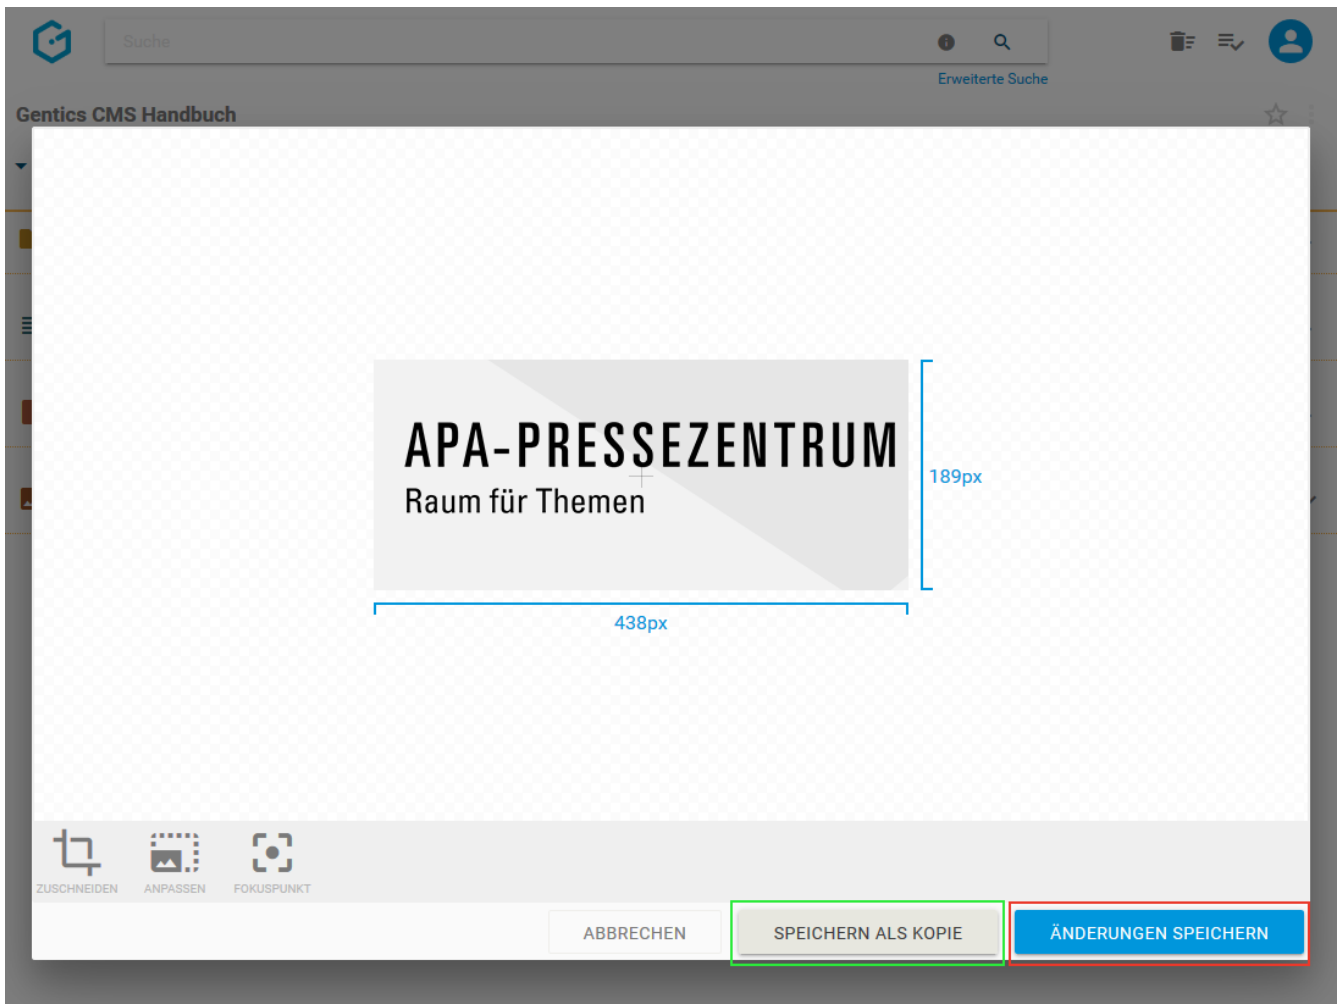 Suche
Erweiterte Suche
Gentics CMS Handbuch
APA-PRESSEZENTRUM
Raum für Themen
189px
438px
ZUSCHNEIDEN
ANPASSEN
FOKUSPUNKT
ABBRECHEN
SPEICHERN ALS KOPIE
ÄNDERUNGEN SPEICHERN